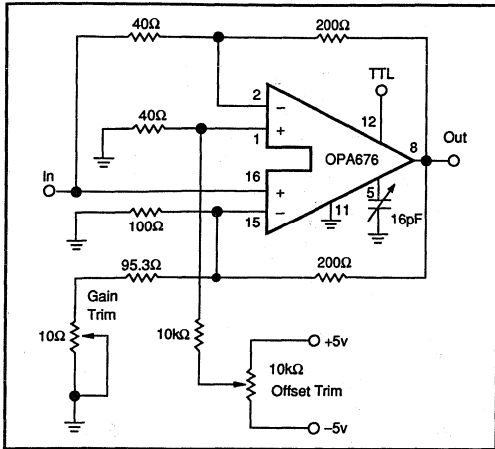 40Ω
200Ω
TTL
2
−
12
40Ω
+
1
OPA676
8
Out
In
16
+
5
11
16pF
100Ω
15
−
95.3Ω
200Ω
Gain
Trim
10Ω
10kΩ
+5v
10kΩ
Offset Trim
−5v